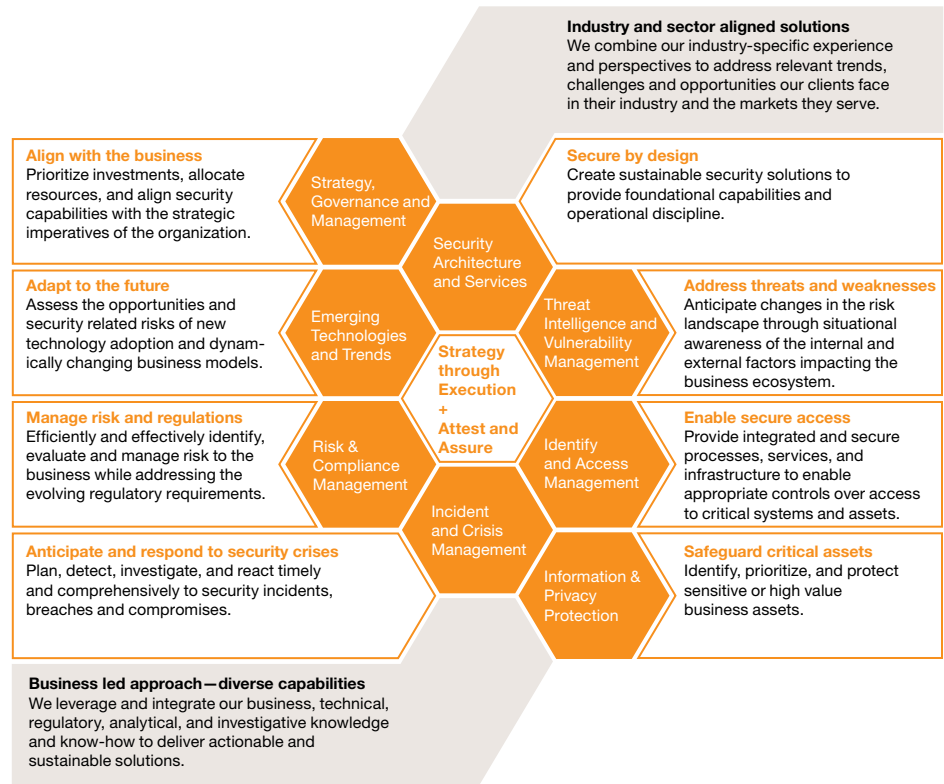 Industry and sector aligned solutions
We combine our industry-specific experience
and perspectives to address relevant trends,
challenges and opportunities our clients face
in their industry and the markets they serve.
Align with the business
Prioritize investments, allocate
resources, and align security
capabilities with the strategic
imperatives of the organization.
Strategy,
Governance and
Management
Secure by design
Create sustainable security solutions to
provide foundational capabilities and
operational discipline.
Security
Architecture
and Services
Adapt to the future
Assess the opportunities and
security related risks of new
technology adoption and dynam-
ically changing business models.
Emerging
Technologies
and Trends
Threat
Intelligence and
Vulnerability
Management
Address threats and weaknesses
Anticipate changes in the risk
landscape through situational
awareness of the internal and
external factors impacting the
business ecosystem.
Strategy
through
Execution
+
Attest and
Assure
Manage risk and regulations
Efficiently and effectively identify,
evaluate and manage risk to the
business while addressing the
evolving regulatory requirements.
Risk &
Compliance
Management
Identify
and Access
Management
Enable secure access
Provide integrated and secure
processes, services, and
infrastructure to enable
appropriate controls over access
to critical systems and assets.
Incident
and Crisis
Management
Anticipate and respond to security crises
Plan, detect, investigate, and react timely
and comprehensively to security incidents,
breaches and compromises.
Information &
Privacy
Protection
Safeguard critical assets
Identify, prioritize, and protect
sensitive or high value
business assets.
Business led approach—diverse capabilities
We leverage and integrate our business, technical,
regulatory, analytical, and investigative knowledge
and know-how to deliver actionable and
sustainable solutions.